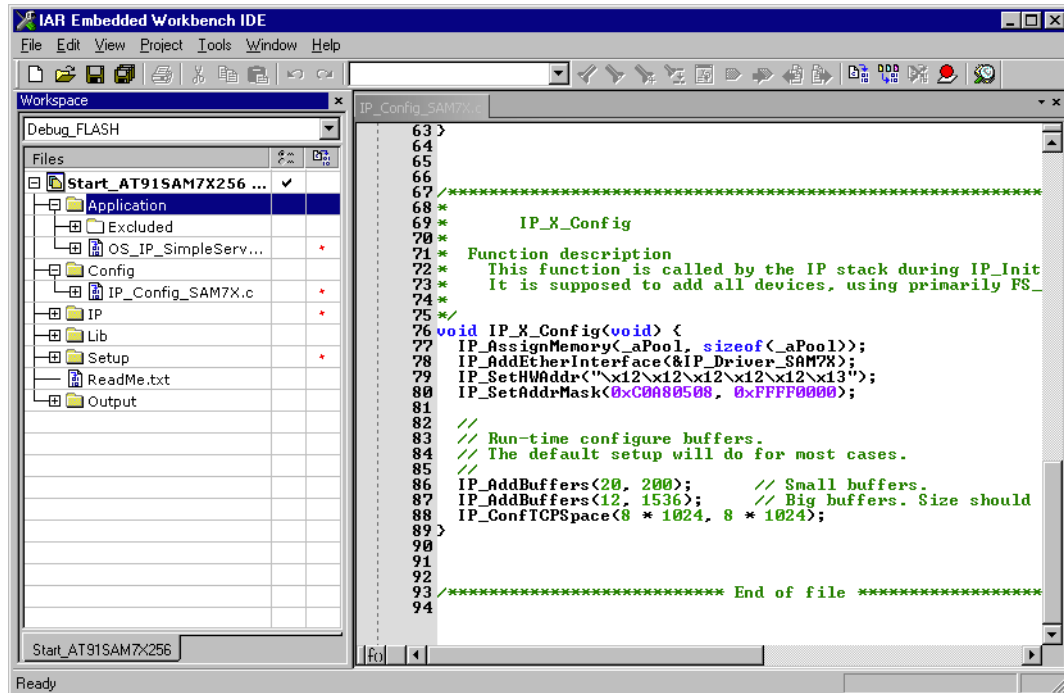 IAR Embedded Workbench IDE
File Edit View Project Tools Window Help
Workspace
Debug_FLASH
Files
Start_AT91SAM7X256 ...
Application
Excluded
OS_IP_SimpleServ...
Config
IP_Config_SAM7X.c
IP
Lib
Setup
ReadMe.txt
Output
Start_AT91SAM7X256
IP_Config_SAM7X.c
63 }
64
65
66
67 /*********************************************************
68 *
69 *       IP_X_Config
70 *
71 *  Function description
72 *    This function is called by the IP stack during IP_Init
73 *    It is supposed to add all devices, using primarily FS_
74 *
75 */
76 void IP_X_Config(void) {
77   IP_AssignMemory(_aPool, sizeof(_aPool));
78   IP_AddEtherInterface(&IP_Driver_SAM7X);
79   IP_SetHWAddr("\x12\x12\x12\x12\x12\x13");
80   IP_SetAddrMask(0xC0A80508, 0xFFFF0000);
81
82   //
83   // Run-time configure buffers.
84   // The default setup will do for most cases.
85   //
86   IP_AddBuffers(20, 200);      // Small buffers.
87   IP_AddBuffers(12, 1536);     // Big buffers. Size should
88   IP_ConfTCPSpace(8 * 1024, 8 * 1024);
89 }
90
91
92
93 /*************************** End of file ******************
94
Ready